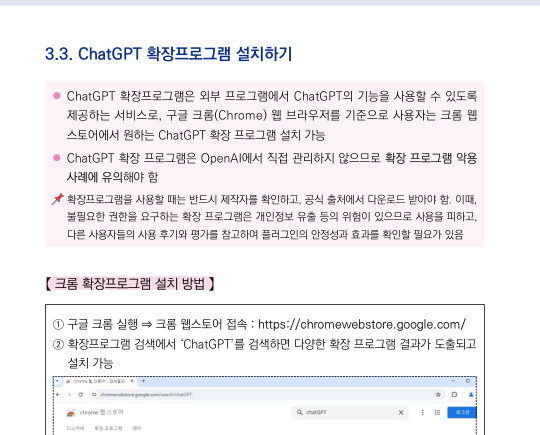 3.3. ChatGPT 확장프로그램 설치하기
● ChatGPT 확장프로그램은 외부 프로그램에서 ChatGPT의 기능을 사용할 수 있도록
제공하는 서비스로, 구글 크롬(Chrome) 웹 브라우저를 기준으로 사용자는 크롬 웹
스토어에서 원하는 ChatGPT 확장 프로그램 설치 가능
● ChatGPT 확장 프로그램은 OpenAI에서 직접 관리하지 않으므로 확장 프로그램 악용
사례에 유의해야 함
📌 확장프로그램을 사용할 때는 반드시 제작자를 확인하고, 공식 출처에서 다운로드 받아야 함. 이때,
불필요한 권한을 요구하는 확장 프로그램은 개인정보 유출 등의 위험이 있으므로 사용을 피하고,
다른 사용자들의 사용 후기와 평가를 참고하여 플러그인의 안정성과 효과를 확인할 필요가 있음
【 크롬 확장프로그램 설치 방법 】
① 구글 크롬 실행 ⇒ 크롬 웹스토어 접속 : https://chromewebstore.google.com/
② 확장프로그램 검색에서 ‘ChatGPT’를 검색하면 다양한 확장 프로그램 결과가 도출되고
설치 가능
Chrome 웹 스토어 - 검색결과
chromewebstore.google.com/search/chatGPT
chrome 웹 스토어
chatGPT
로그인
디스커버 확장 프로그램 테마